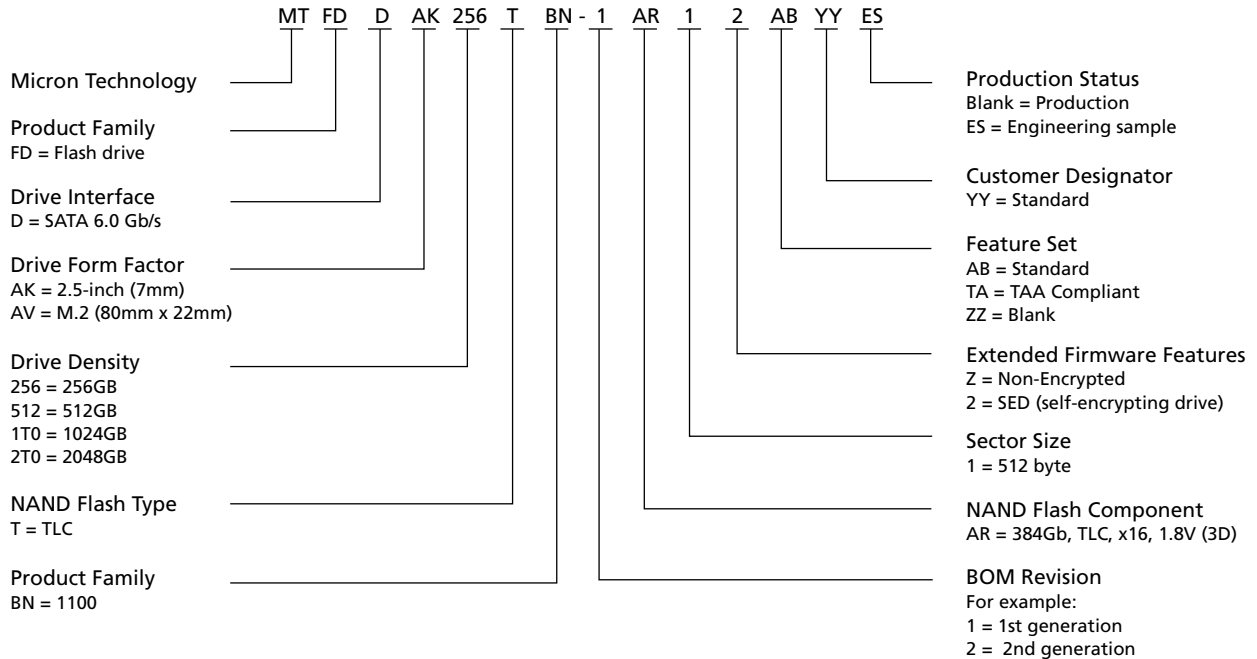 MT FD D AK 256 T BN - 1 AR 1 2 AB YY ES
Micron Technology
Product Family
FD = Flash drive
Drive Interface
D = SATA 6.0 Gb/s
Drive Form Factor
AK = 2.5-inch (7mm)
AV = M.2 (80mm x 22mm)
Drive Density
256 = 256GB
512 = 512GB
1T0 = 1024GB
2T0 = 2048GB
NAND Flash Type
T = TLC
Product Family
BN = 1100
Production Status
Blank = Production
ES = Engineering sample
Customer Designator
YY = Standard
Feature Set
AB = Standard
TA = TAA Compliant
ZZ = Blank
Extended Firmware Features
Z = Non-Encrypted
2 = SED (self-encrypting drive)
Sector Size
1 = 512 byte
NAND Flash Component
AR = 384Gb, TLC, x16, 1.8V (3D)
BOM Revision
For example:
1 = 1st generation
2 = 2nd generation